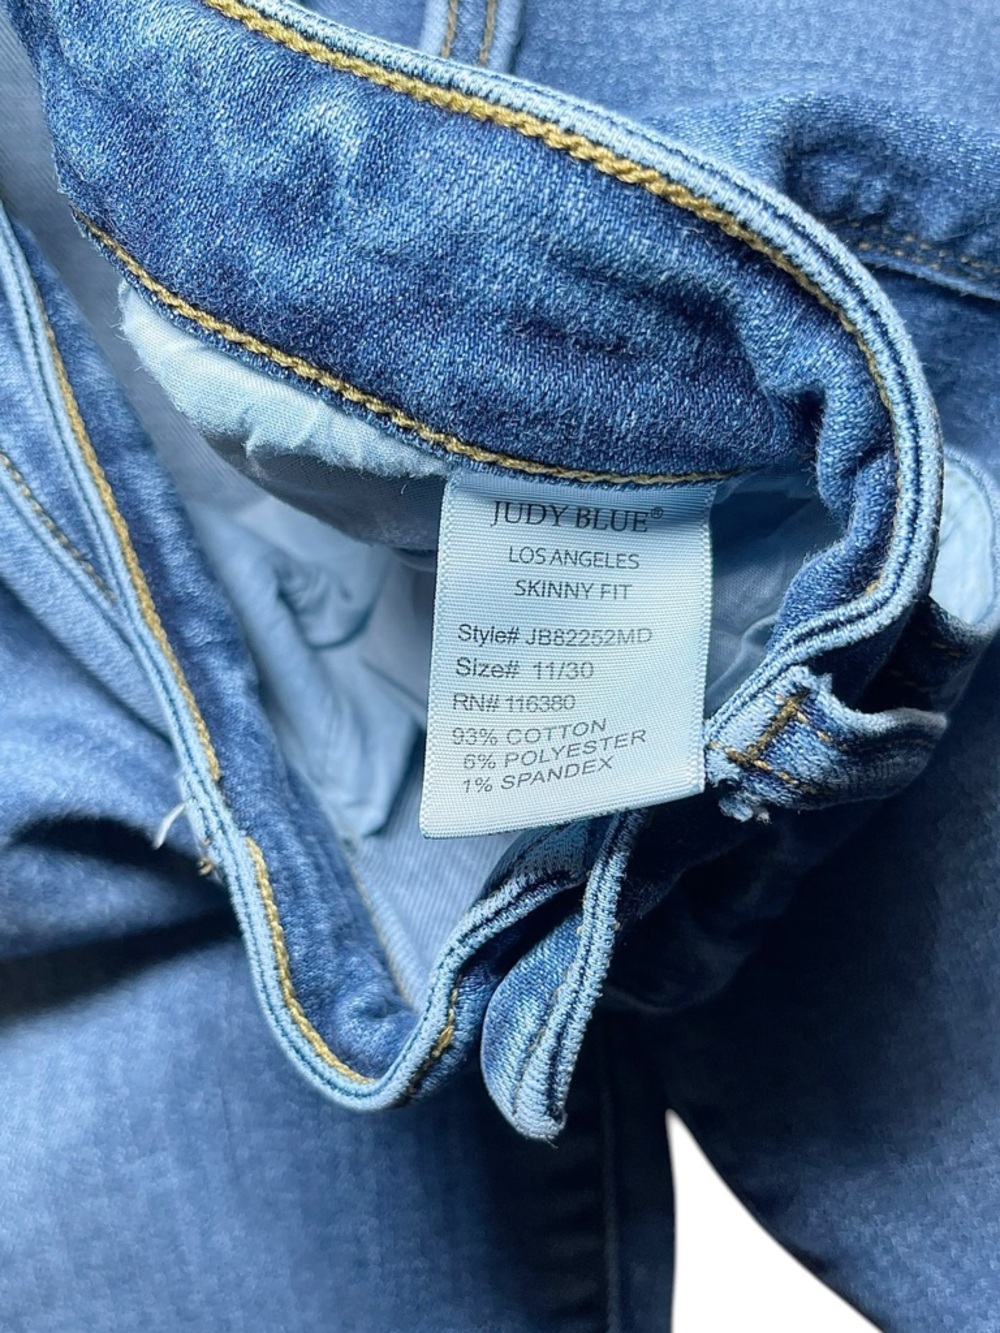 JUDY BLUE®
LOS ANGELES
SKINNY FIT
Style# JB82252MD
Size# 11/30
RN# 116380
93% COTTON
6% POLYESTER
1% SPANDEX